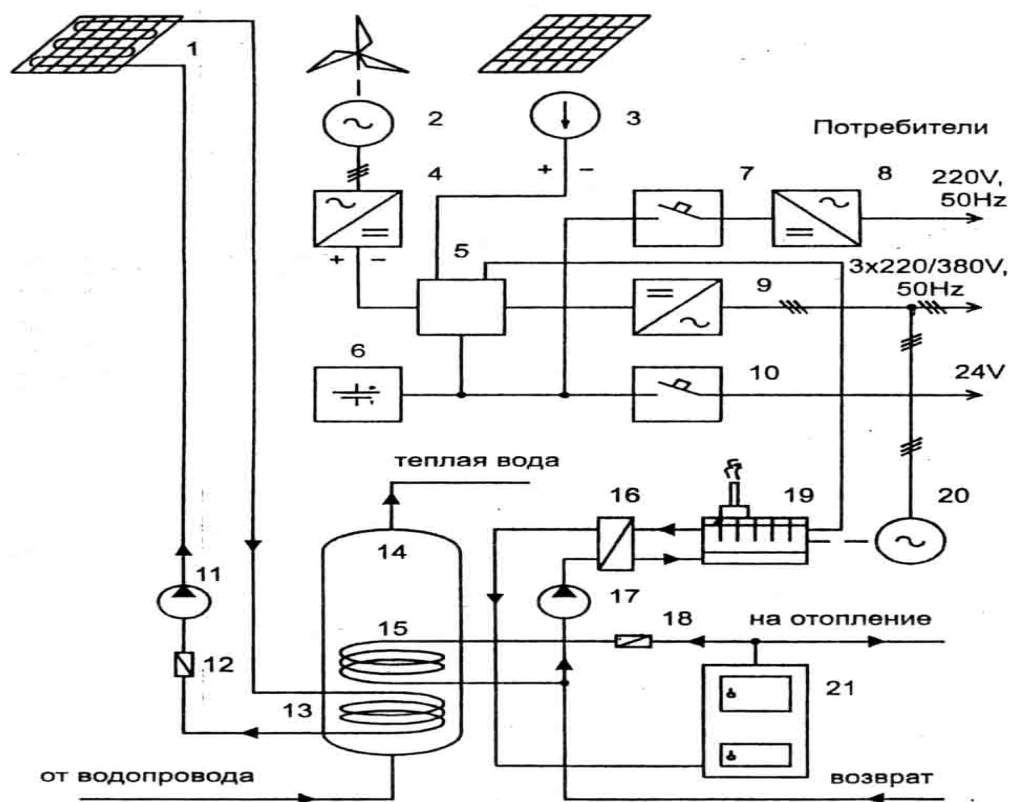 1
2
3
Потребители
+ −
4
7
8
220V,
50Hz
5
+ −
3x220/380V,
50Hz
9
6
10
24V
теплая вода
16
19
20
14
11
17
15
18
на отопление
12
21
13
от водопровода
возврат